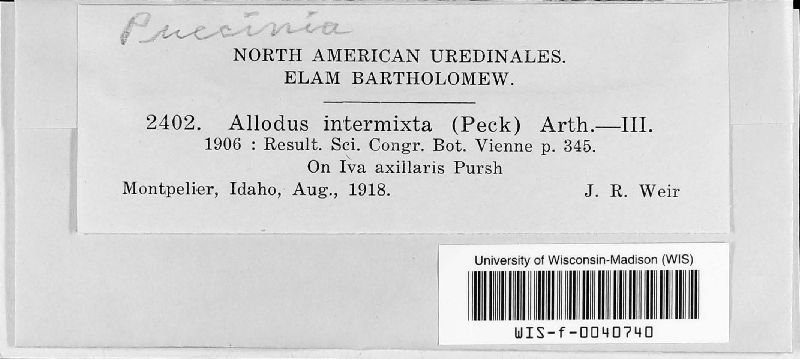 Puccinia
NORTH AMERICAN UREDINALES.
ELAM BARTHOLOMEW.
2402. Allodus intermixta (Peck) Arth.—III.
1906 : Result. Sci. Congr. Bot. Vienne p. 345.
On Iva axillaris Pursh
Montpelier, Idaho, Aug., 1918. J. R. Weir
University of Wisconsin-Madison (WIS)
WIS-f-0040740